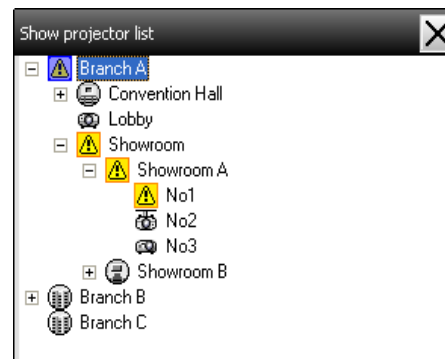 Show projector list
Branch A
Convention Hall
Lobby
Showroom
Showroom A
No1
No2
No3
Showroom B
Branch B
Branch C